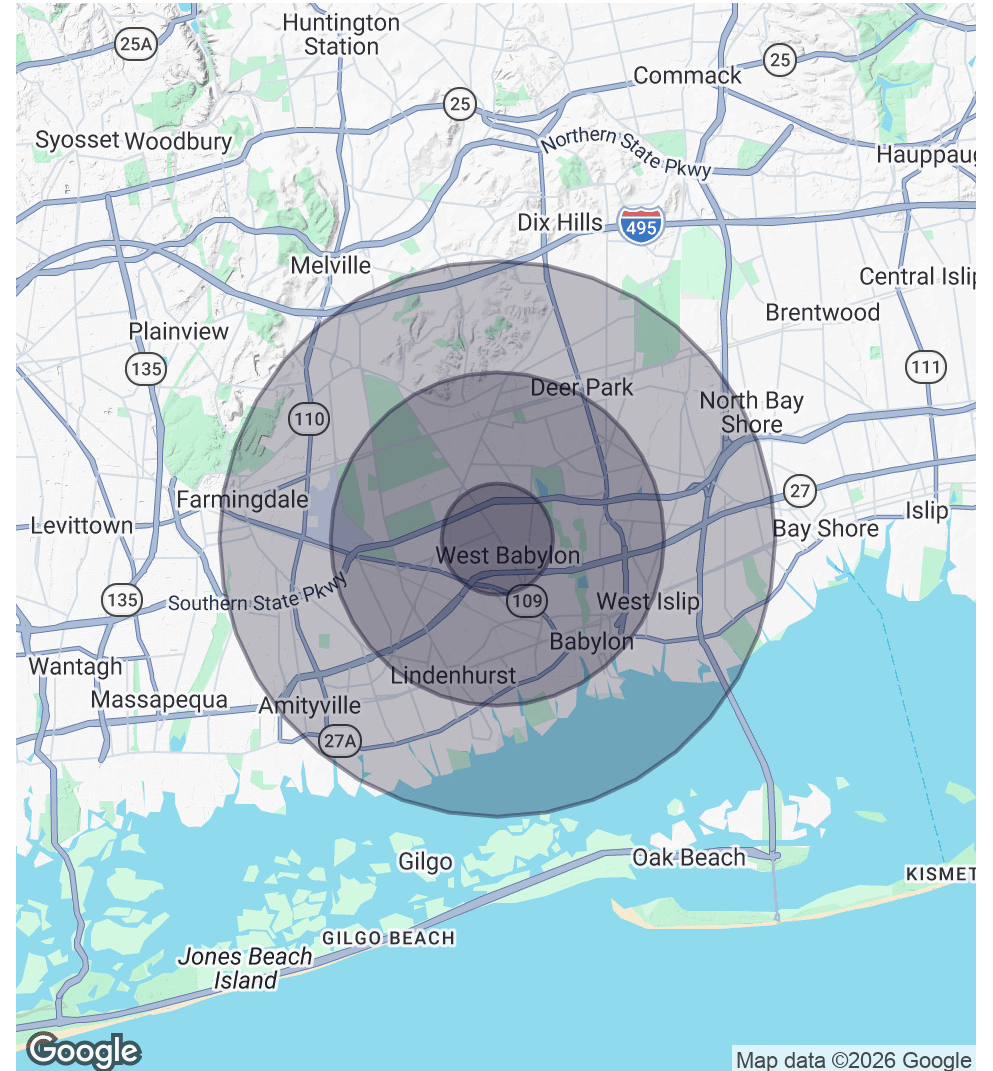 Huntington
Station
25A
25
Commack
25
Syosset
Woodbury
Northern State Pkwy
Hauppaug
Dix Hills
495
Melville
Central Islip
Brentwood
Plainview
135
111
Deer Park
North Bay
Shore
110
Farmingdale
27
Levittown
Islip
Bay Shore
West Babylon
135
Southern State Pkwy
109
West Islip
Babylon
Wantagh
Lindenhurst
Massapequa
Amityville
27A
Gilgo
Oak Beach
KISMET
GILGO BEACH
Jones Beach
Island
Google
Map data ©2026 Google